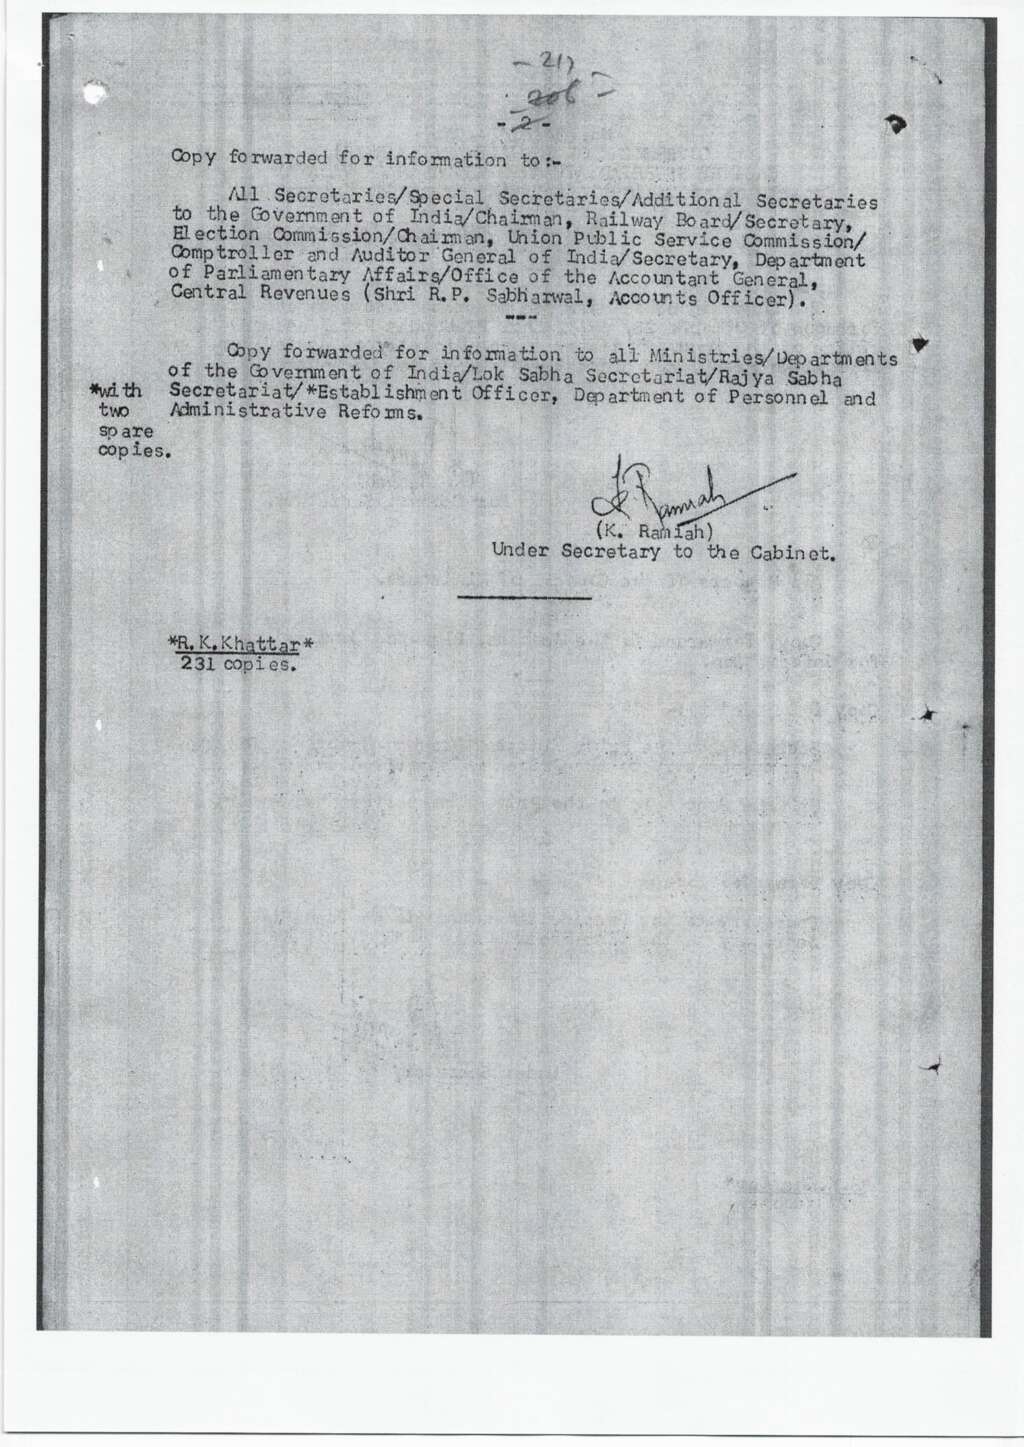 - 211 -
- 206 -
- 2 -
Copy forwarded for information to:-
All Secretaries/Special Secretaries/Additional Secretaries
to the Government of India/Chairman, Railway Board/Secretary,
Election Commission/Chairman, Union Public Service Commission/
Comptroller and Auditor General of India/Secretary, Department
of Parliamentary Affairs/Office of the Accountant General,
Central Revenues (Shri R.P. Sabharwal, Accounts Officer).
---
Copy forwarded for information to all Ministries/Departments
of the Government of India/Lok Sabha Secretariat/Rajya Sabha
Secretariat/*Establishment Officer, Department of Personnel and
Administrative Reforms.
*with
two
spare
copies.
K. Ramiah
(K. Ramiah)
Under Secretary to the Cabinet.
*R.K.Khattar*
231 copies.